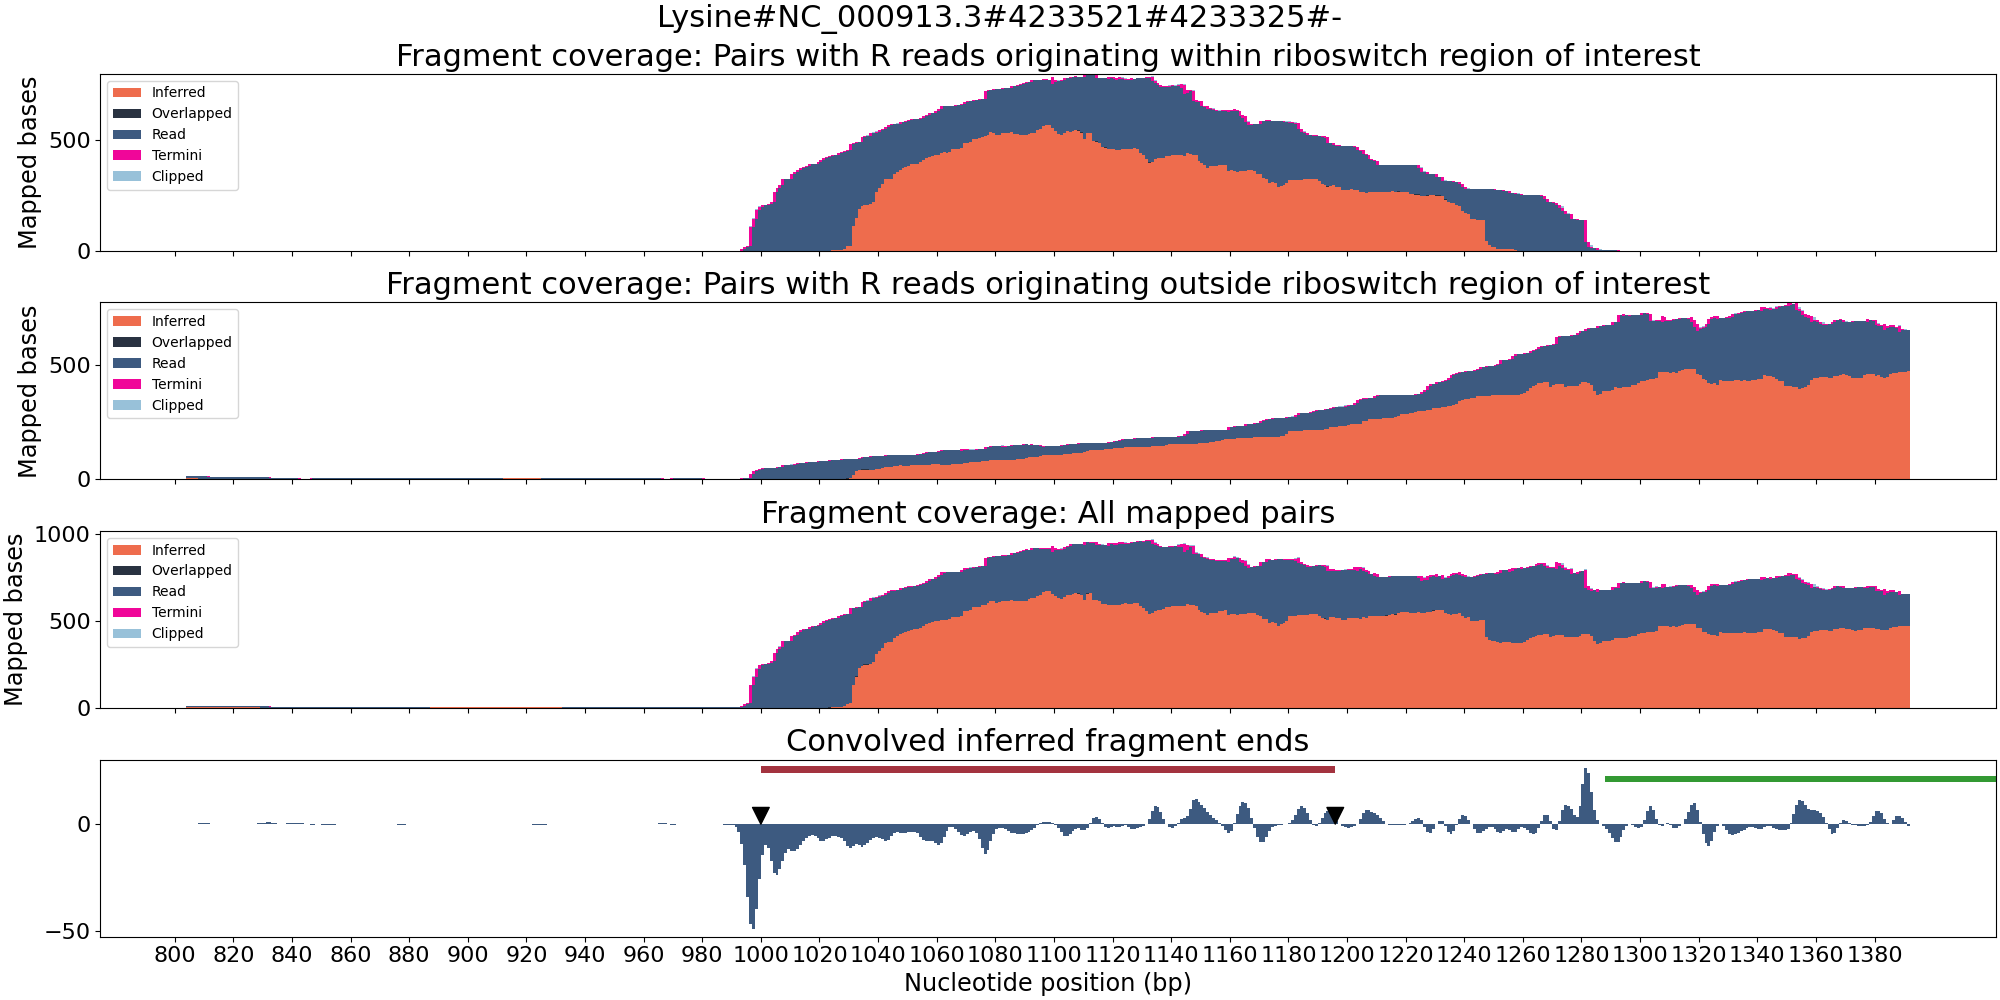 Lysine#NC_000913.3#4233521#4233325#-
Fragment coverage: Pairs with R reads originating within riboswitch region of interest
Mapped bases
500
0
Inferred
Overlapped
Read
Termini
Clipped
Fragment coverage: Pairs with R reads originating outside riboswitch region of interest
Mapped bases
500
0
Inferred
Overlapped
Read
Termini
Clipped
Fragment coverage: All mapped pairs
Mapped bases
1000
500
0
Inferred
Overlapped
Read
Termini
Clipped
Convolved inferred fragment ends
0
−50
800 820 840 860 880 900 920 940 960 980 1000 1020 1040 1060 1080 1100 1120 1140 1160 1180 1200 1220 1240 1260 1280 1300 1320 1340 1360 1380
Nucleotide position (bp)